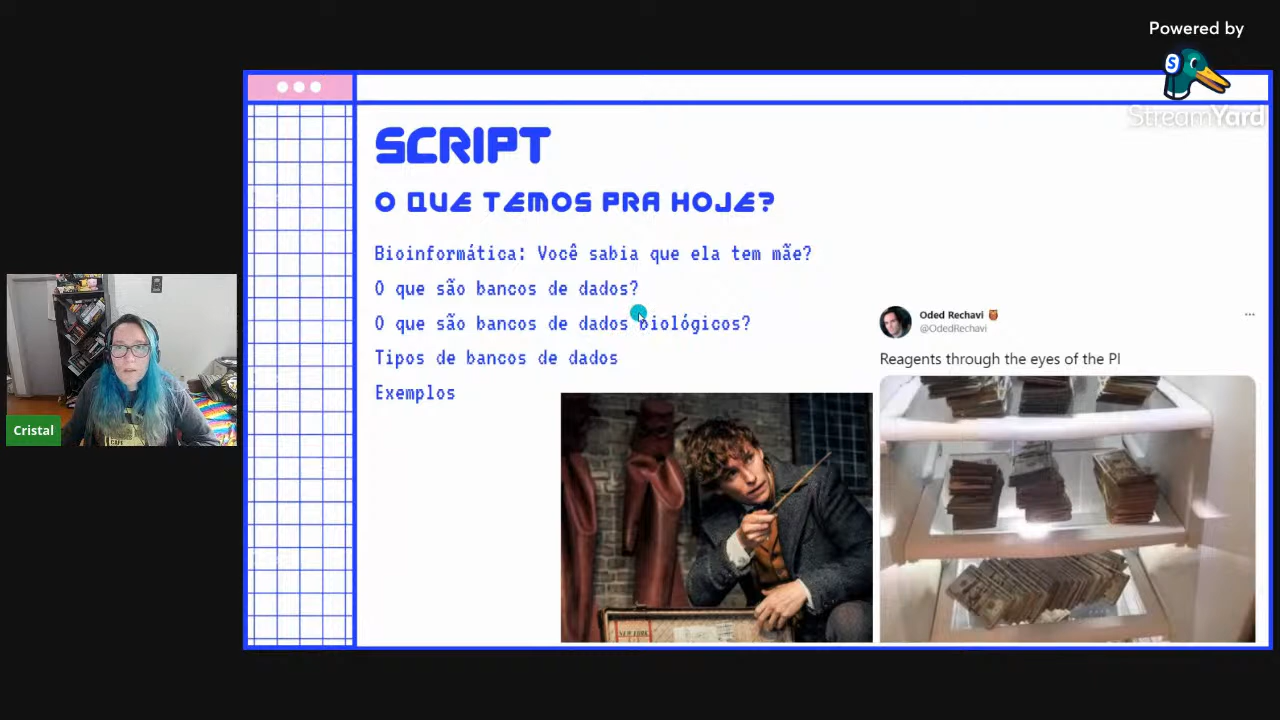 Powered by
S
StreamYard
SCRIPT
O QUE TEMOS PRA HOJE?
Bioinformática: Você sabia que ela tem mãe?
O que são bancos de dados?
O que são bancos de dados biológicos?
Tipos de bancos de dados
Exemplos
Oded Rechavi
@OdedRechavi
Reagents through the eyes of the PI
NEW YORK
Cristal